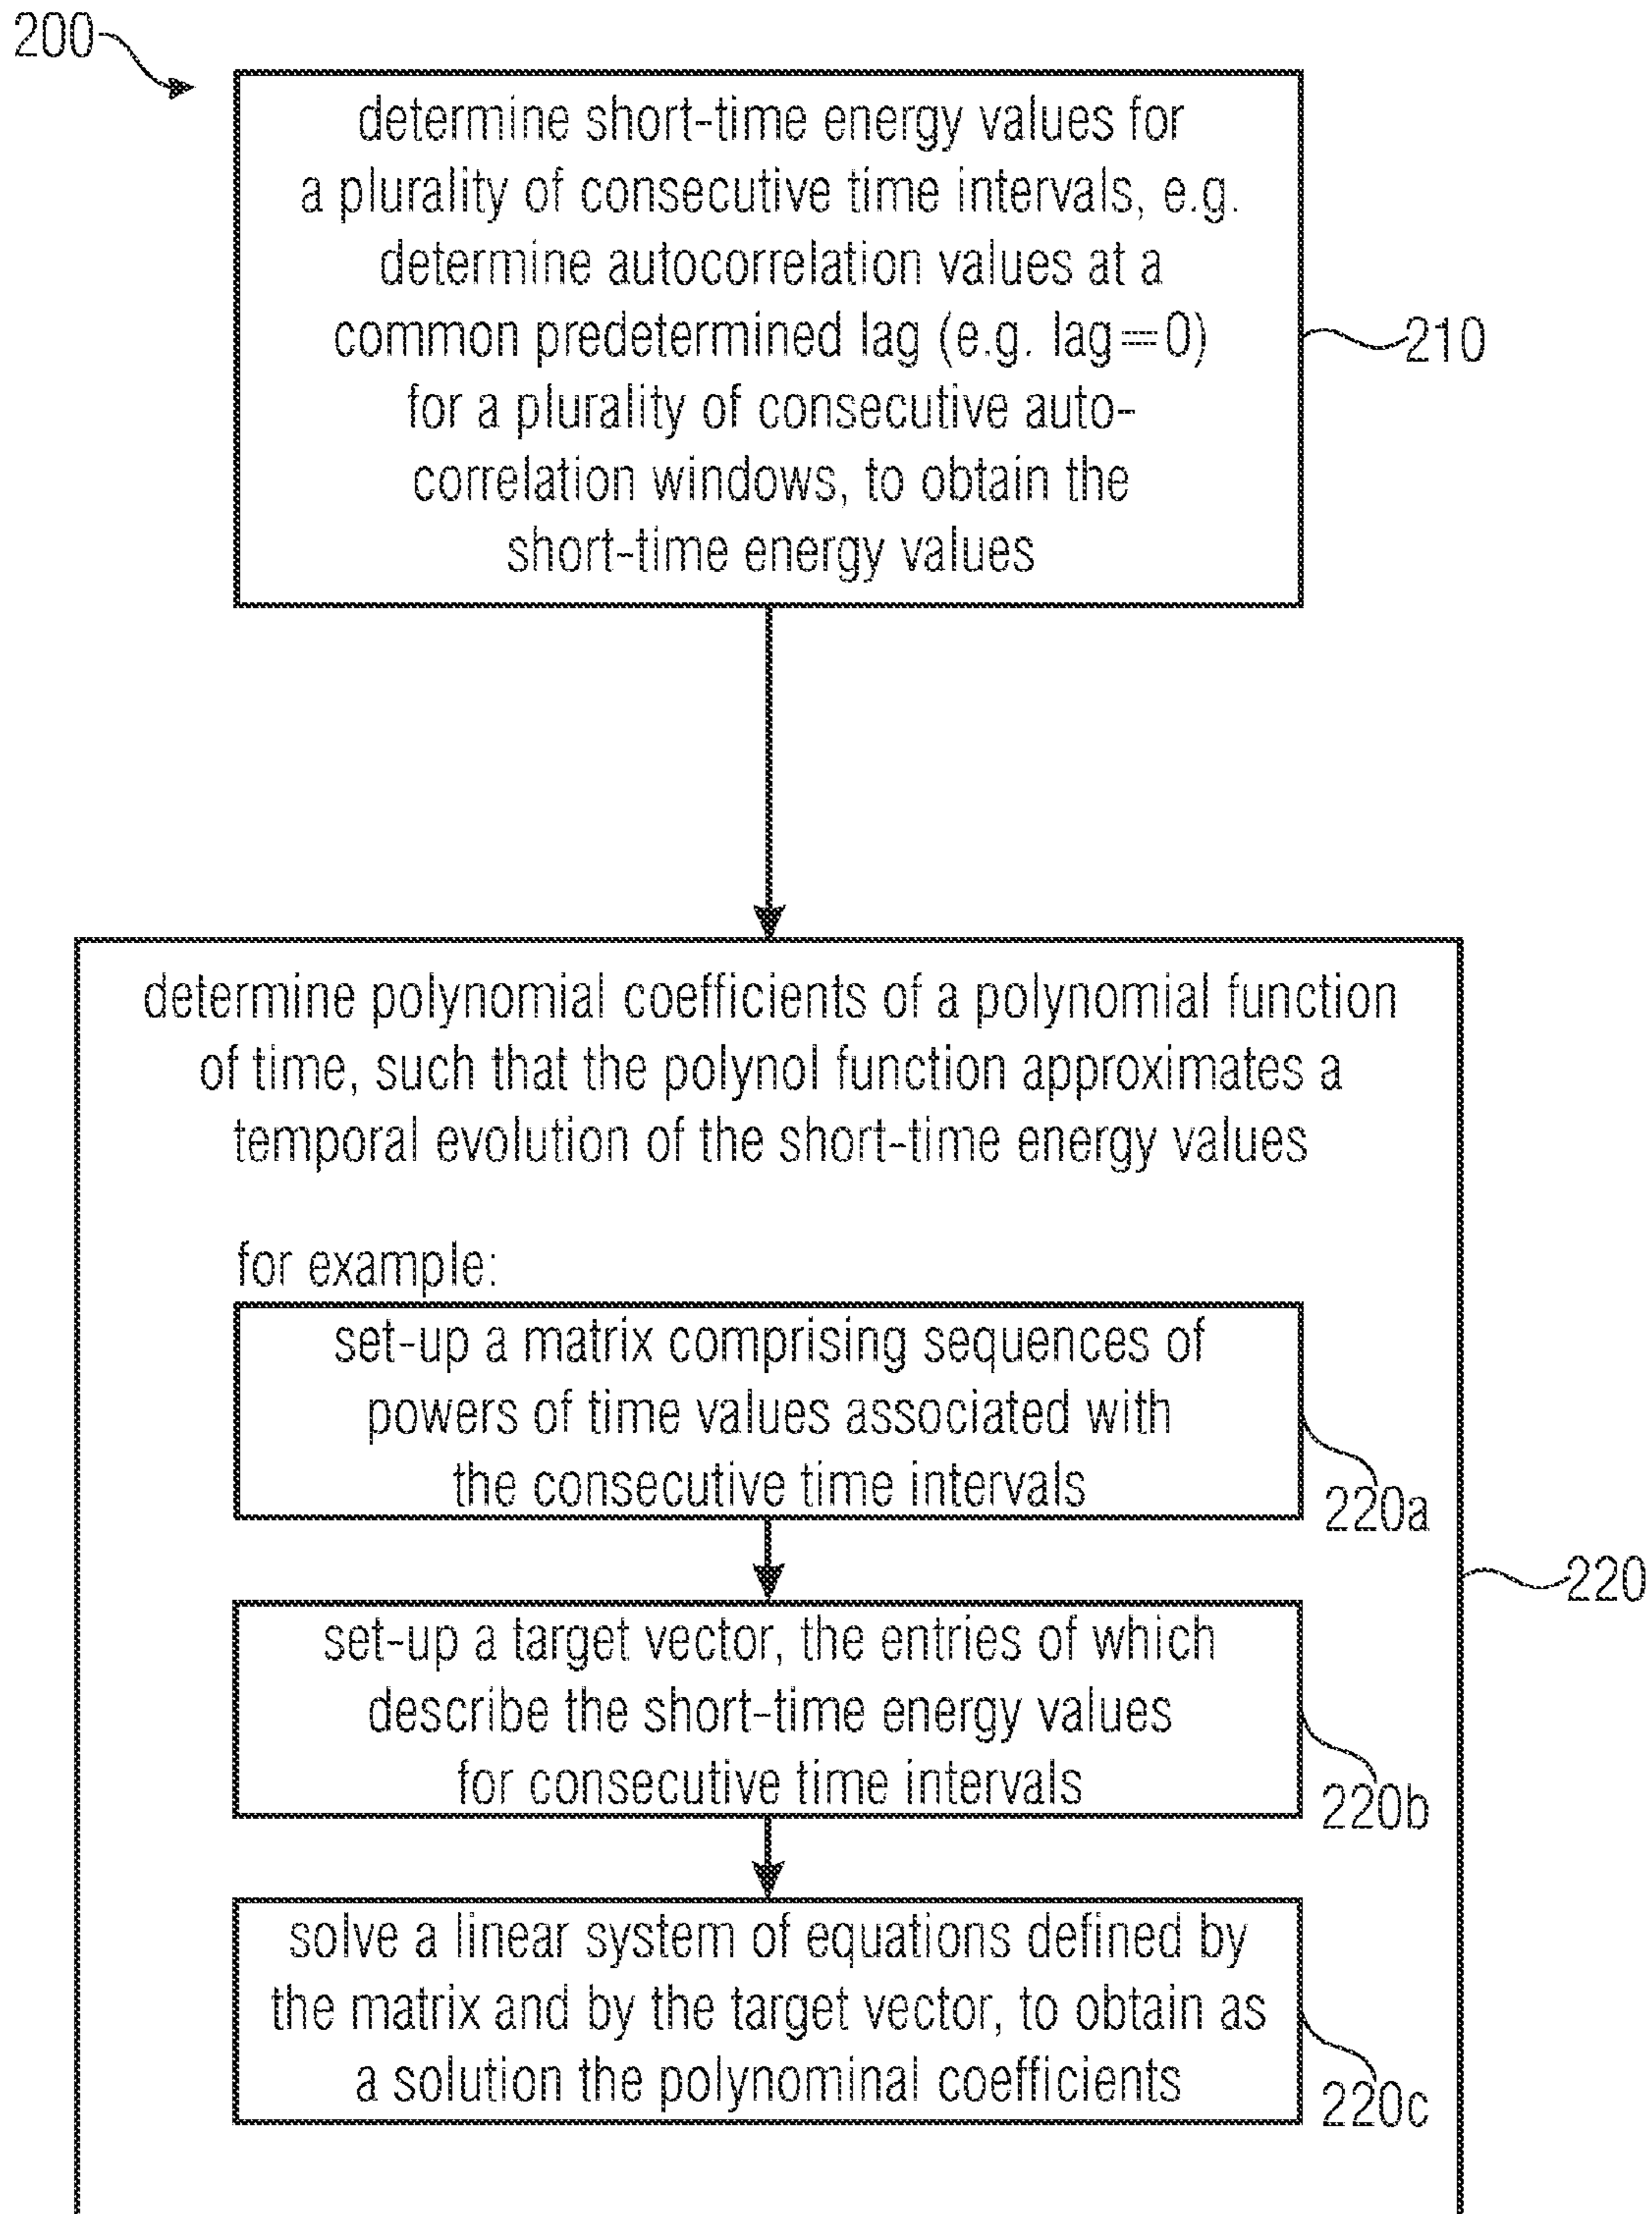 200
determine short-time energy values for
a plurality of consecutive time intervals, e.g.
determine autocorrelation values at a
common predetermined lag (e.g. lag==0)
for a plurality of consecutive auto-
correlation windows, to obtain the
short-time energy values
210
determine polynomial coefficients of a polynomial function
of time, such that the polynol function approximates a
temporal evolution of the short-time energy values
for example:
set-up a matrix comprising sequences of
powers of time values associated with
the consecutive time intervals
220a
220
set-up a target vector, the entries of which
describe the short-time energy values
for consecutive time intervals
220b
solve a linear system of equations defined by
the matrix and by the target vector, to obtain as
a solution the polynominal coefficients
220c